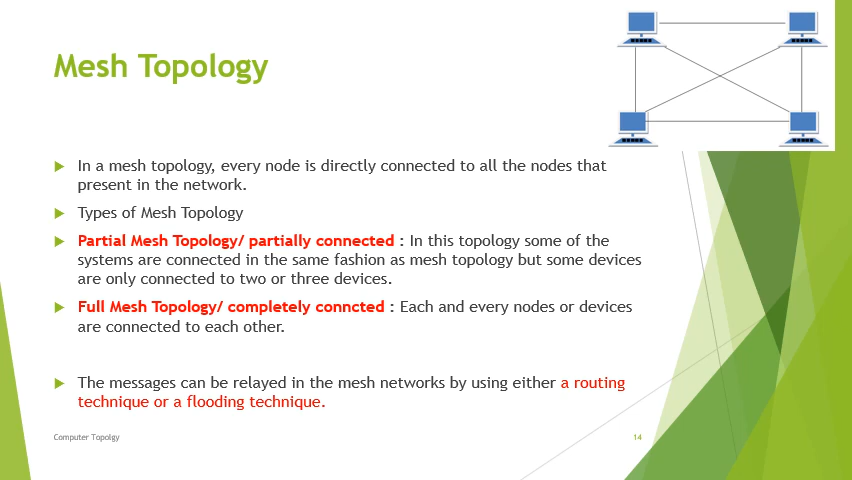 Mesh Topology
In a mesh topology, every node is directly connected to all the nodes that
present in the network.
Types of Mesh Topology
Partial Mesh Topology/ partially connected : In this topology some of the
systems are connected in the same fashion as mesh topology but some devices
are only connected to two or three devices.
Full Mesh Topology/ completely conncted : Each and every nodes or devices
are connected to each other.
The messages can be relayed in the mesh networks by using either a routing
technique or a flooding technique.
Computer Topolgy
14